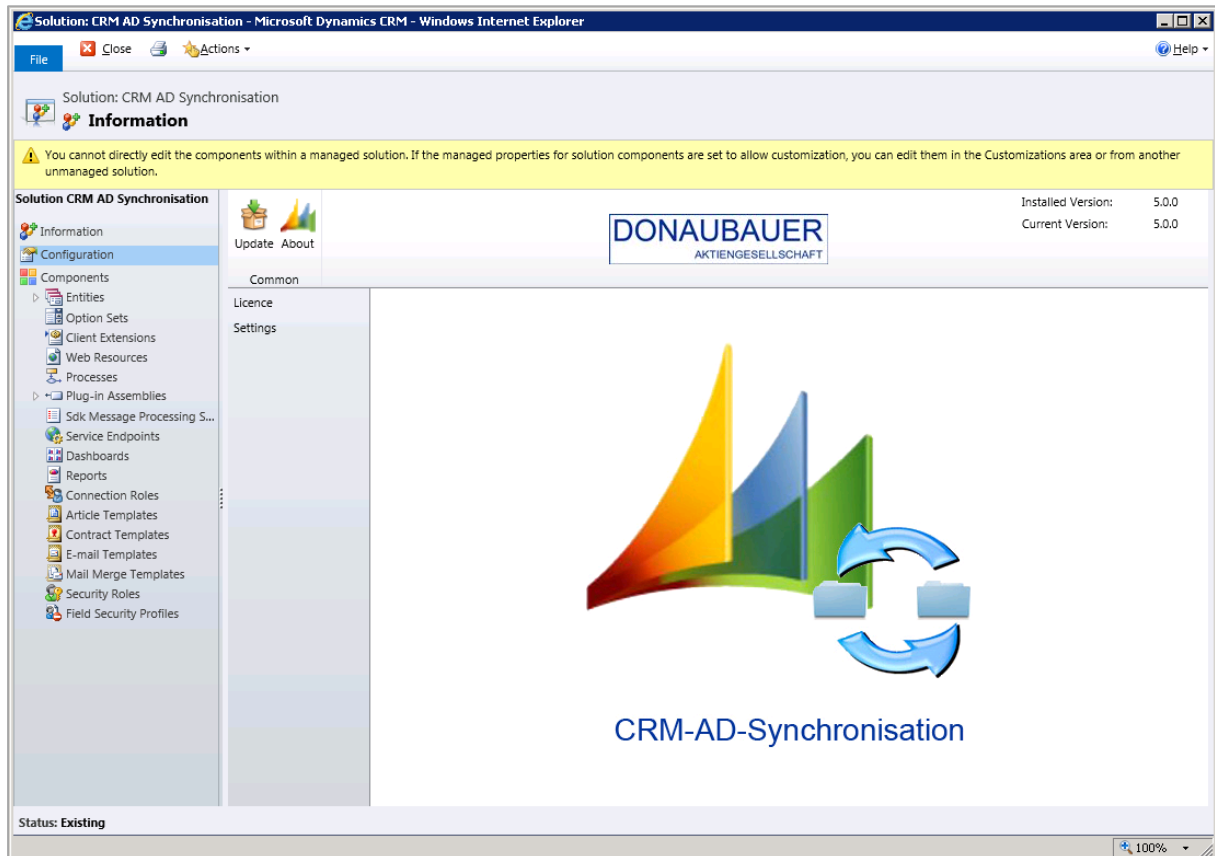 Solution: CRM AD Synchronisation - Microsoft Dynamics CRM - Windows Internet Explorer
File
Close
Actions
Help
Solution: CRM AD Synchronisation
Information
You cannot directly edit the components within a managed solution. If the managed properties for solution components are set to allow customization, you can edit them in the Customizations area or from another
unmanaged solution.
Solution CRM AD Synchronisation
Information
Configuration
Components
Entities
Option Sets
Client Extensions
Web Resources
Processes
Plug-in Assemblies
Sdk Message Processing S...
Service Endpoints
Dashboards
Reports
Connection Roles
Article Templates
Contract Templates
E-mail Templates
Mail Merge Templates
Security Roles
Field Security Profiles
Update About
Common
DONAUBAUER
AKTIENGESELLSCHAFT
Installed Version: 5.0.0
Current Version: 5.0.0
Licence
Settings
CRM-AD-Synchronisation
Status: Existing
100%